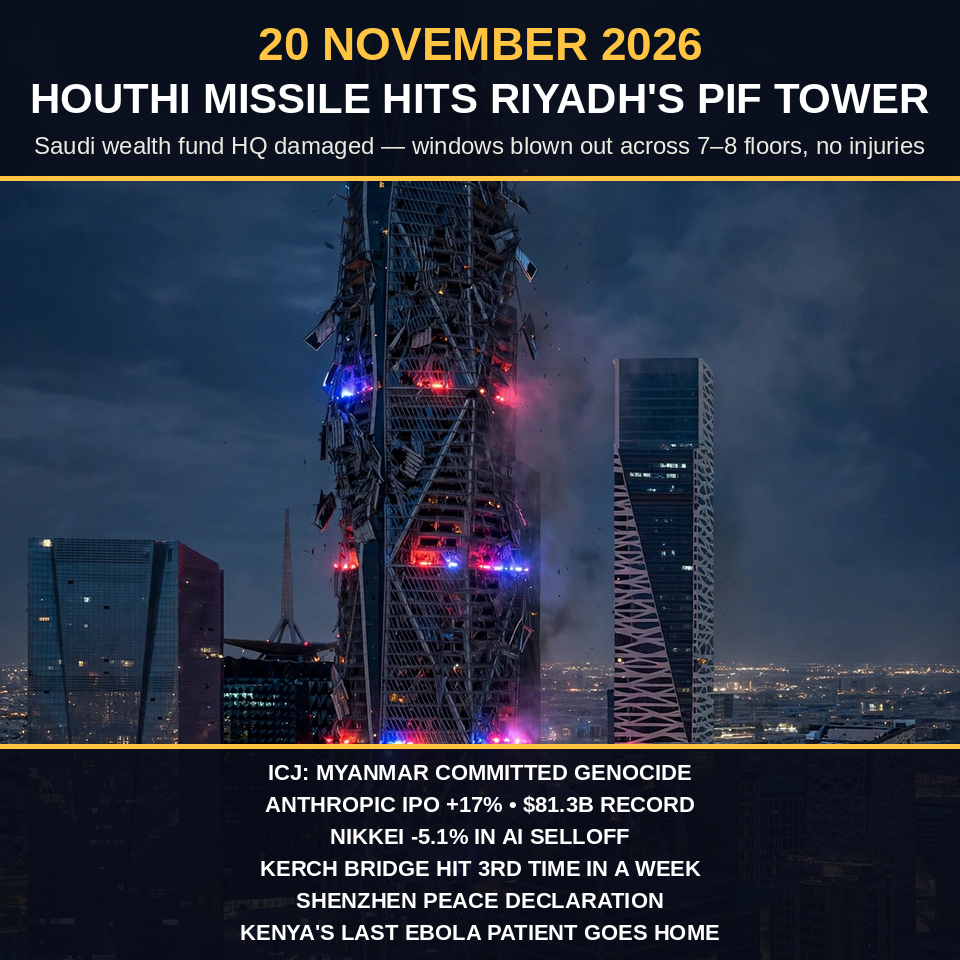 20 NOVEMBER 2026
HOUTHI MISSILE HITS RIYADH'S PIF TOWER
Saudi wealth fund HQ damaged — windows blown out across 7–8 floors, no injuries
ICJ: MYANMAR COMMITTED GENOCIDE
ANTHROPIC IPO +17% • $81.3B RECORD
NIKKEI -5.1% IN AI SELLOFF
KERCH BRIDGE HIT 3RD TIME IN A WEEK
SHENZHEN PEACE DECLARATION
KENYA'S LAST EBOLA PATIENT GOES HOME